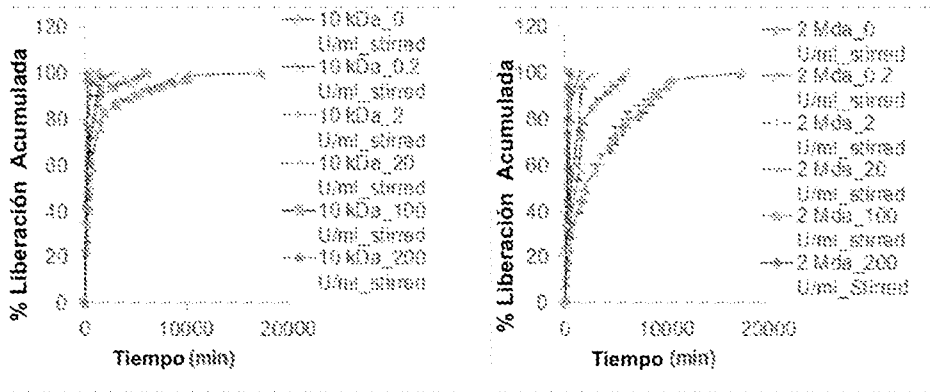 % Liberación Acumulada
120
100
80
60
40
20
0
0
10000
20000
Tiempo (min)
10 kDa_0
U/ml_stirred
10 kDa_0.2
U/ml_stirred
10 kDa_2
U/ml_stirred
10 kDa_20
U/ml_stirred
10 kDa_100
U/ml_stirred
10 kDa_200
U/ml_stirred
% Liberación Acumulada
120
100
80
60
40
20
0
0
10000
20000
Tiempo (min)
2 Mda_0
U/ml_stirred
2 Mda_0.2
U/ml_stirred
2 Mda_2
U/ml_stirred
2 Mda_20
U/ml_stirred
2 Mda_100
U/ml_stirred
2 Mda_200
U/ml_Stirred